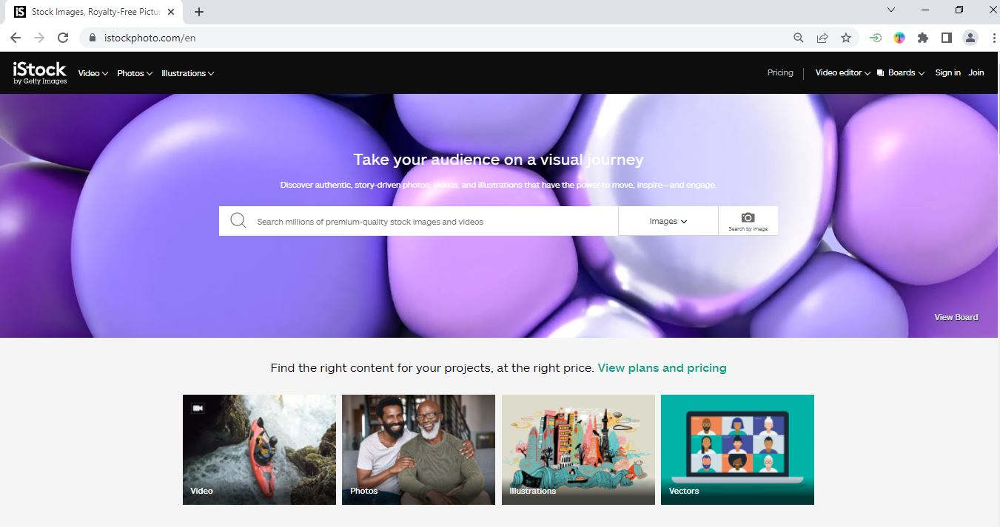 iS Stock Images, Royalty-Free Pictur
istockphoto.com/en
iStock
by Getty Images
Video Photos Illustrations
Pricing Video editor Boards Sign in Join
Take your audience on a visual journey
Discover authentic, story-driven photos, videos, and illustrations that have the power to move, inspire—and engage.
Search millions of premium-quality stock images and videos
Images
Search by image
View Board
Find the right content for your projects, at the right price. View plans and pricing
Video
Photos
Illustrations
Vectors